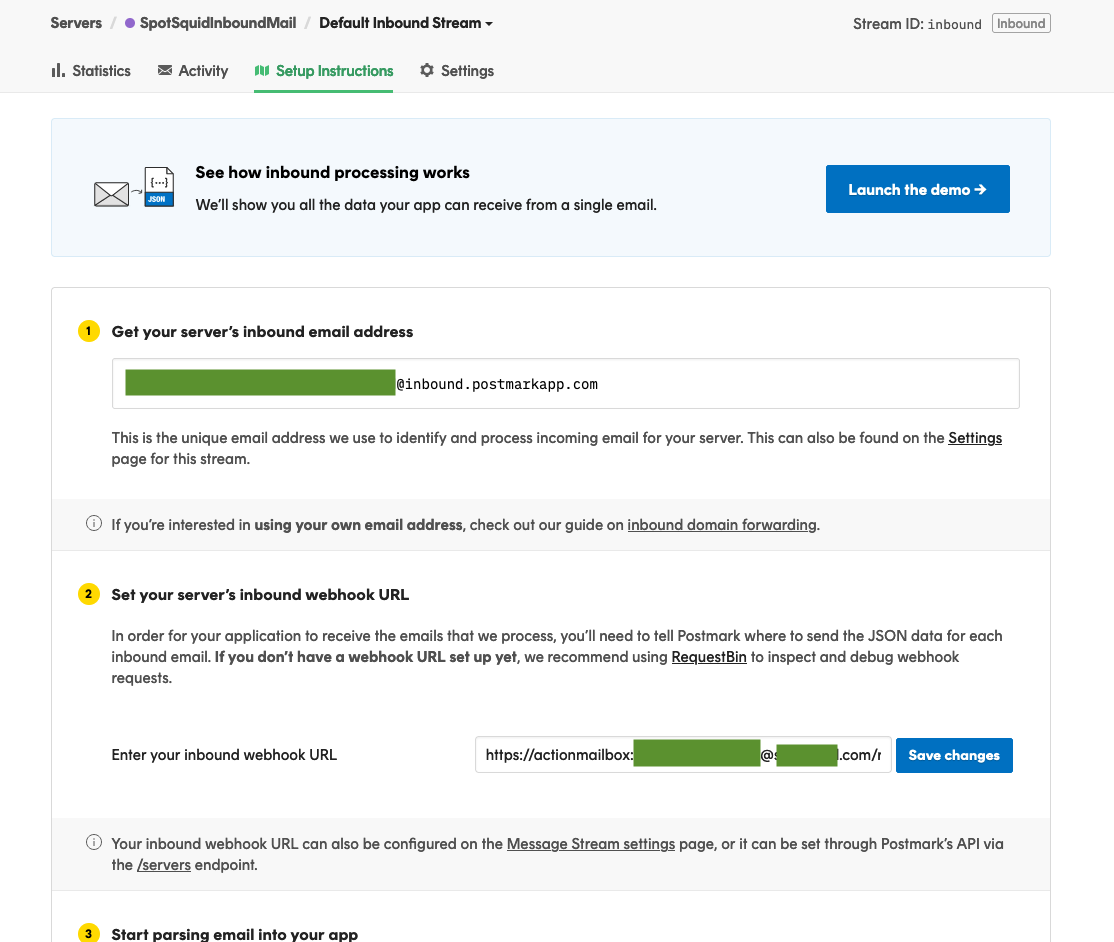 Servers / SpotSquidInboundMail / Default Inbound Stream
Stream ID: inbound Inbound
Statistics Activity Setup Instructions Settings
{...}
JSON
See how inbound processing works
We’ll show you all the data your app can receive from a single email.
Launch the demo →
1 Get your server’s inbound email address
@inbound.postmarkapp.com
This is the unique email address we use to identify and process incoming email for your server. This can also be found on the Settings
page for this stream.
If you’re interested in using your own email address, check out our guide on inbound domain forwarding.
2 Set your server’s inbound webhook URL
In order for your application to receive the emails that we process, you’ll need to tell Postmark where to send the JSON data for each
inbound email. If you don’t have a webhook URL set up yet, we recommend using RequestBin to inspect and debug webhook
requests.
Enter your inbound webhook URL
https://actionmailbox: @s .com/r
Save changes
Your inbound webhook URL can also be configured on the Message Stream settings page, or it can be set through Postmark’s API via
the /servers endpoint.
3 Start parsing email into your app